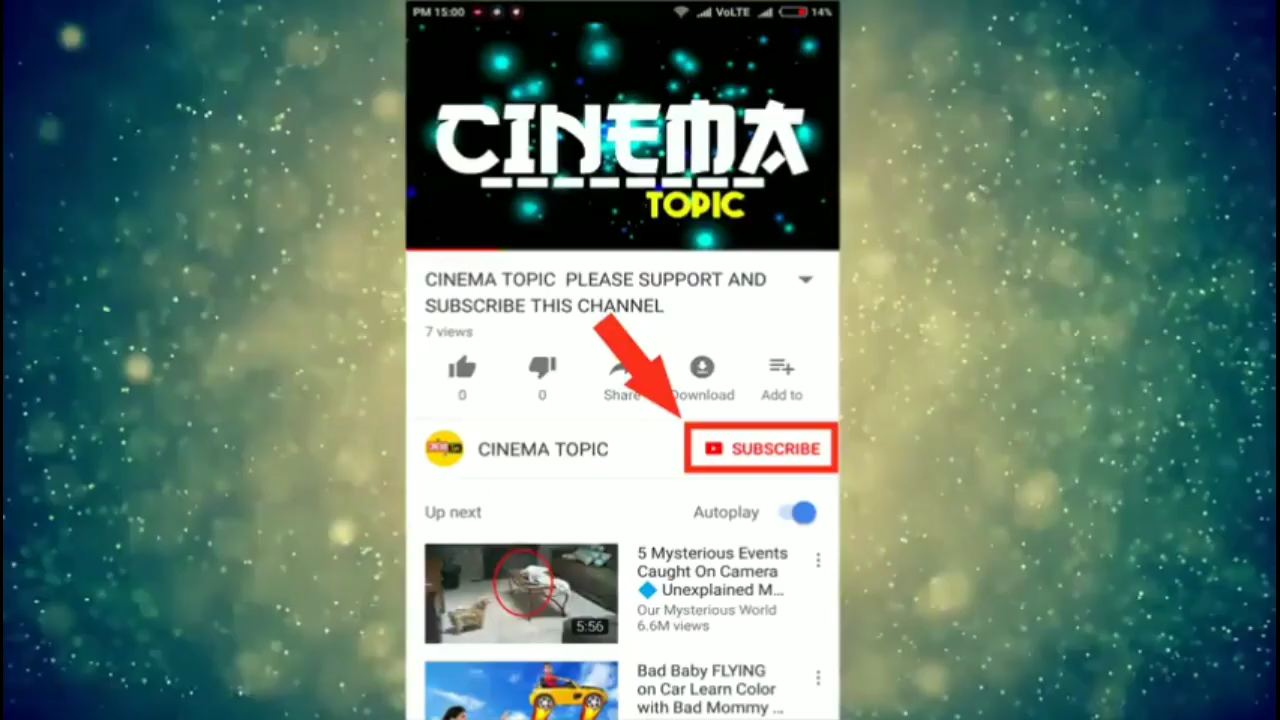 PM 15:00
VoLTE
14%
CINEMA
TOPIC
CINEMA TOPIC PLEASE SUPPORT AND
SUBSCRIBE THIS CHANNEL
7 views
0
0
Share
Download
Add to
CINEMA TOPIC
SUBSCRIBE
Up next
Autoplay
5 Mysterious Events
Caught On Camera
🔷 Unexplained M...
Our Mysterious World
6.6M views
5:56
Bad Baby FLYING
on Car Learn Color
with Bad Mommy ...